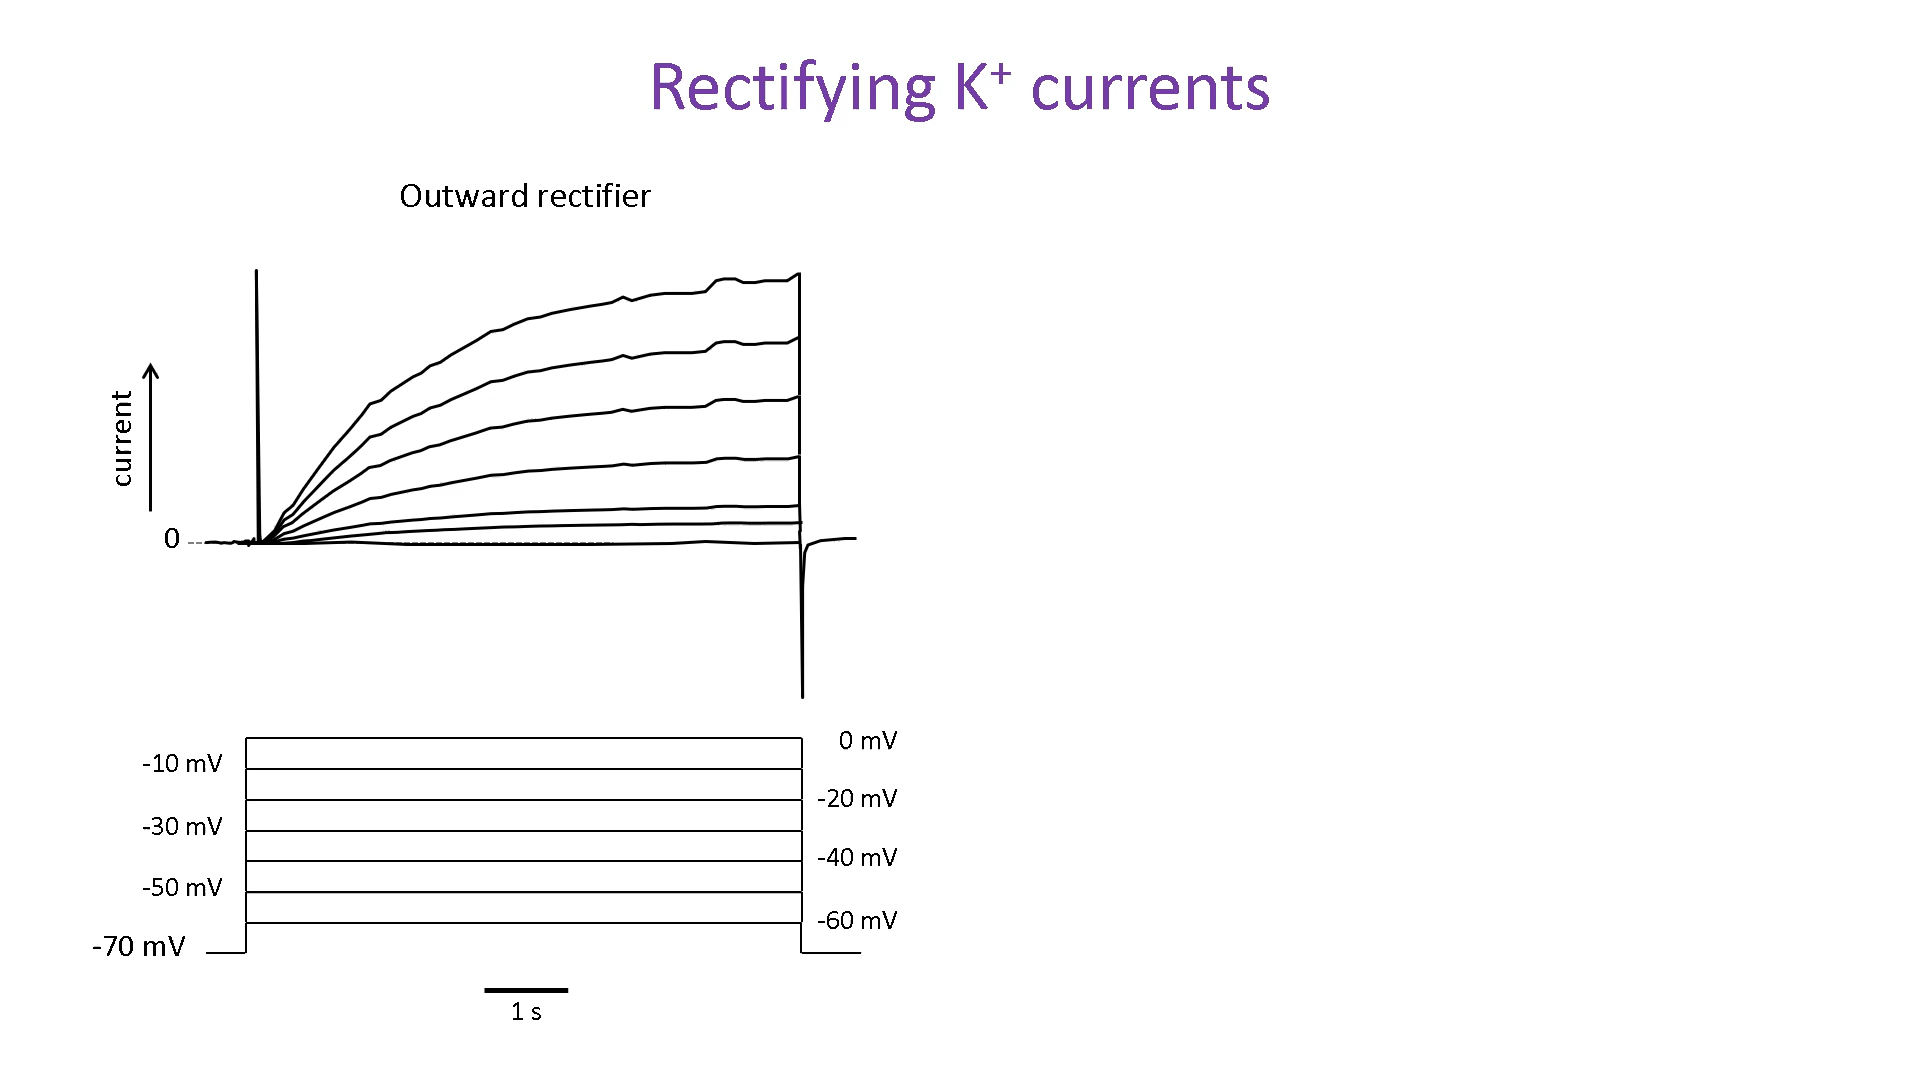 Rectifying K⁺ currents
Outward rectifier
current
0
0 mV
-10 mV
-20 mV
-30 mV
-40 mV
-50 mV
-60 mV
-70 mV
1 s